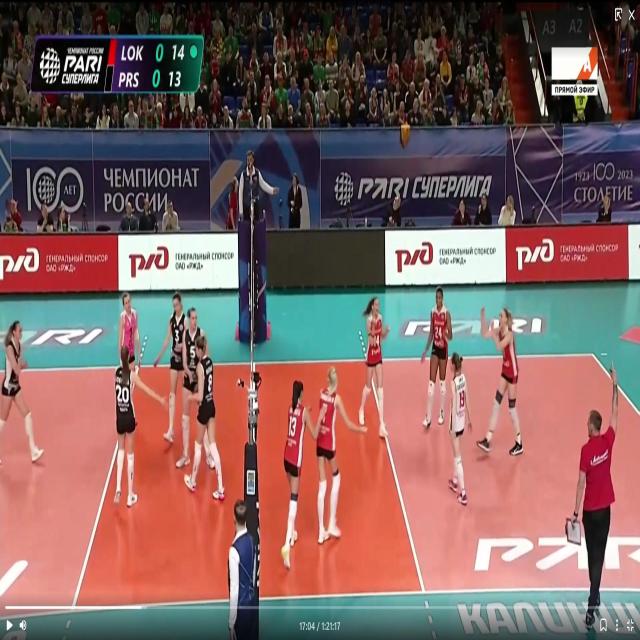 ЧЕМПИОНАТ РОССИИ
PARI
СУПЕРЛИГА
LOK 0 14
PRS 0 13
A3 A2
ПРЯМОЙ ЭФИР
100 ЛЕТ
ЧЕМПИОНАТ
РОССИИ
PARI СУПЕРЛИГА
1923 100 2023
СТОЛЕТИЕ
РЖД
ГЕНЕРАЛЬНЫЙ СПОНСОР
ОАО «РЖД»
РЖД
ГЕНЕРАЛЬНЫЙ СПОНСОР
ОАО «РЖД»
РЖД
ГЕНЕРАЛЬНЫЙ СПОНСОР
ОАО «РЖД»
РЖД
ГЕНЕРАЛЬНЫЙ СПОНСОР
ОАО «РЖД»
PARI
PARI
20
5
24
13
19
PARI
КАЛИНИН
17:04 / 1:21:17